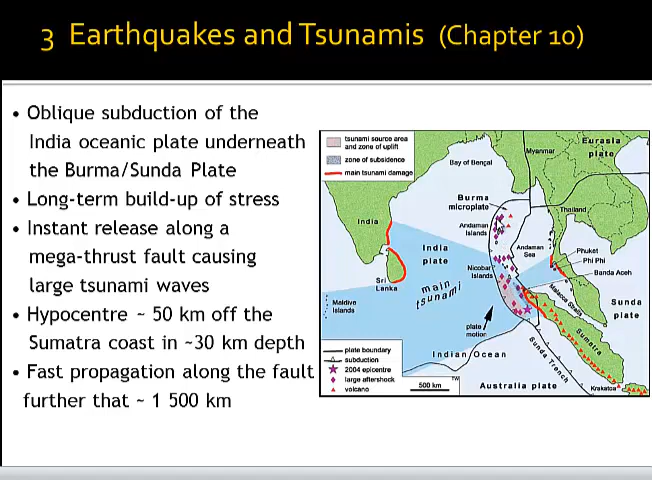 3 Earthquakes and Tsunamis (Chapter 10)
• Oblique subduction of the
India oceanic plate underneath
the Burma/Sunda Plate
• Long-term build-up of stress
• Instant release along a
mega-thrust fault causing
large tsunami waves
• Hypocentre ~ 50 km off the
Sumatra coast in ~30 km depth
• Fast propagation along the fault
further that ~ 1 500 km
tsunami source area
and zone of uplift
zone of subsidence
main tsunami damage
Eurasia
plate
Myanmar
Bay of Bengal
Burma
microplate
Thailand
India
Andaman
Islands
Andaman
Sea
India
plate
Phuket
Phi Phi
Banda Aceh
Nicobar
Islands
Sri
Lanka
main
tsunami
Malacca Straits
Maldive
Islands
Sunda
plate
plate
motion
Sumatra
Indian Ocean
Sunda Trench
Australia plate
Krakatoa
plate boundary
subduction
2004 epicentre
large aftershock
volcano
500 km
TW